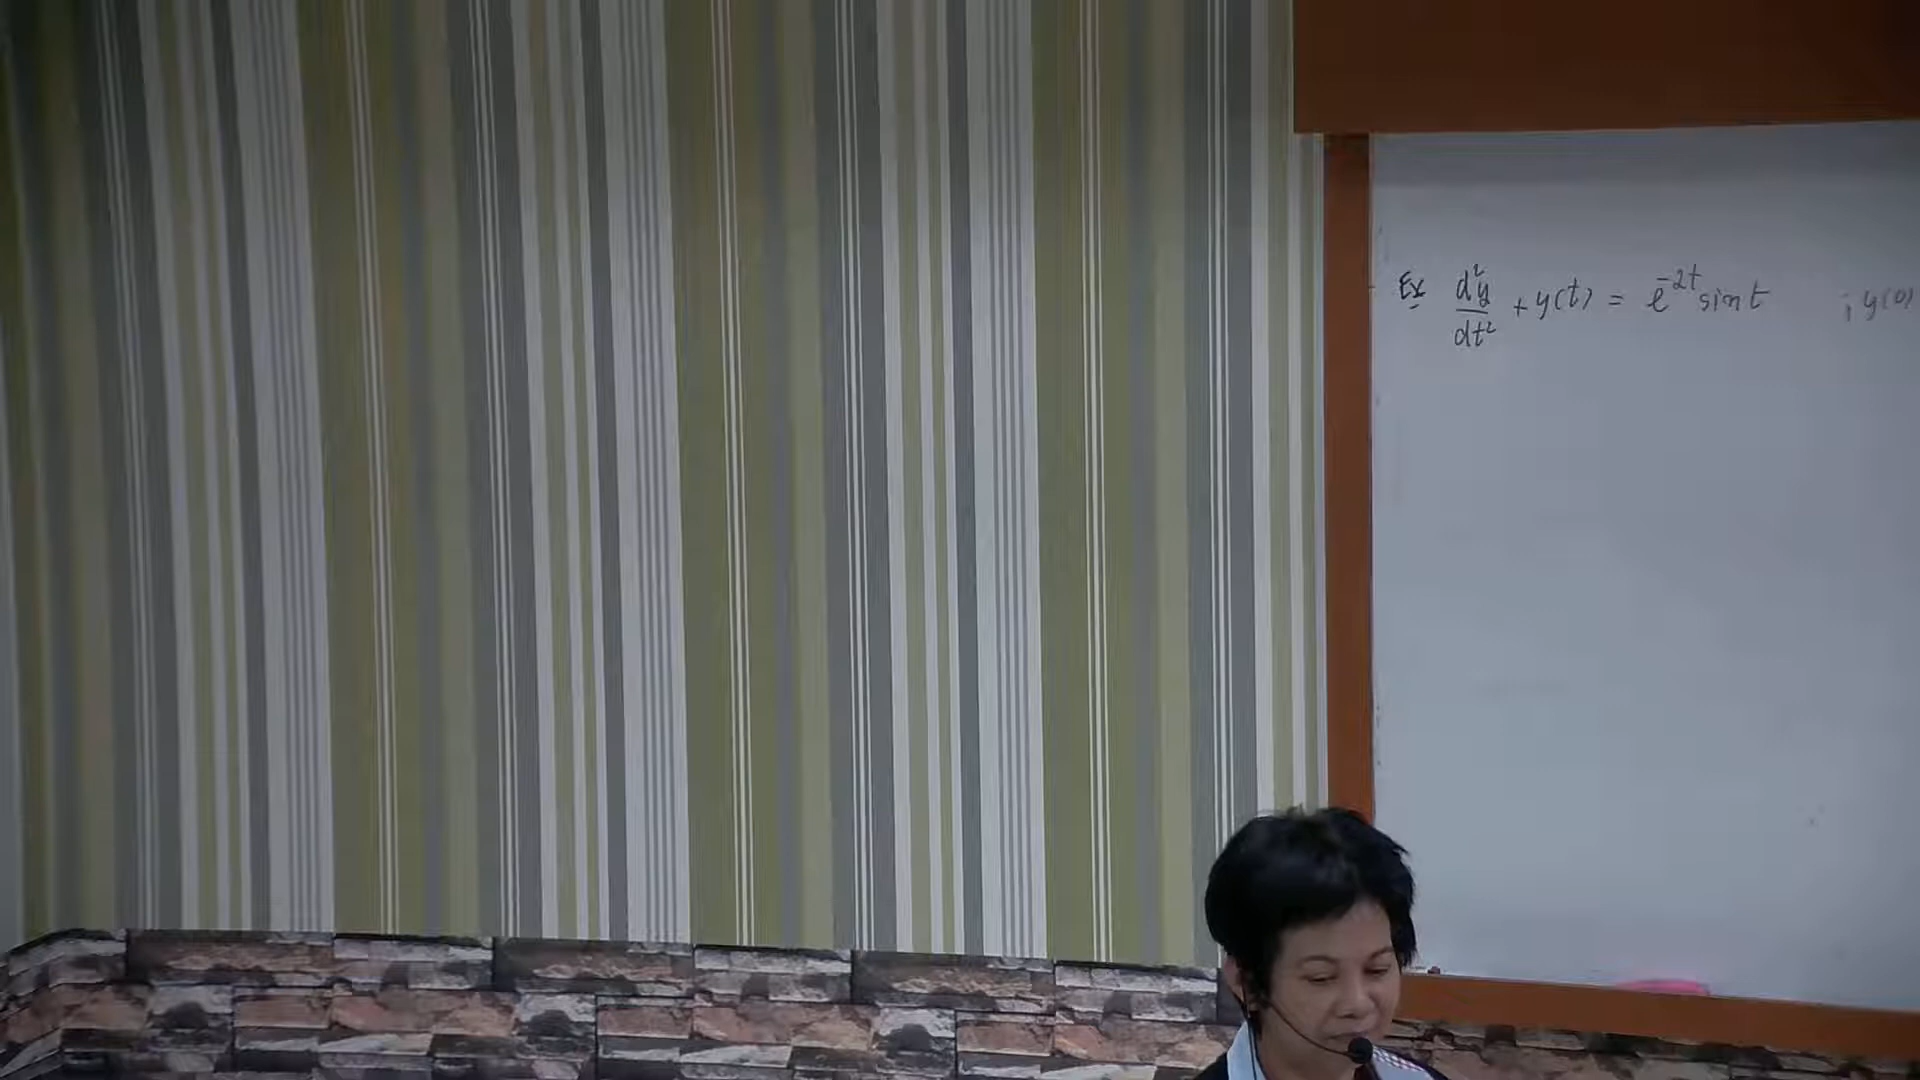 Ex d²y/dt² + y(t) = e^-2t sin t ; y(0)